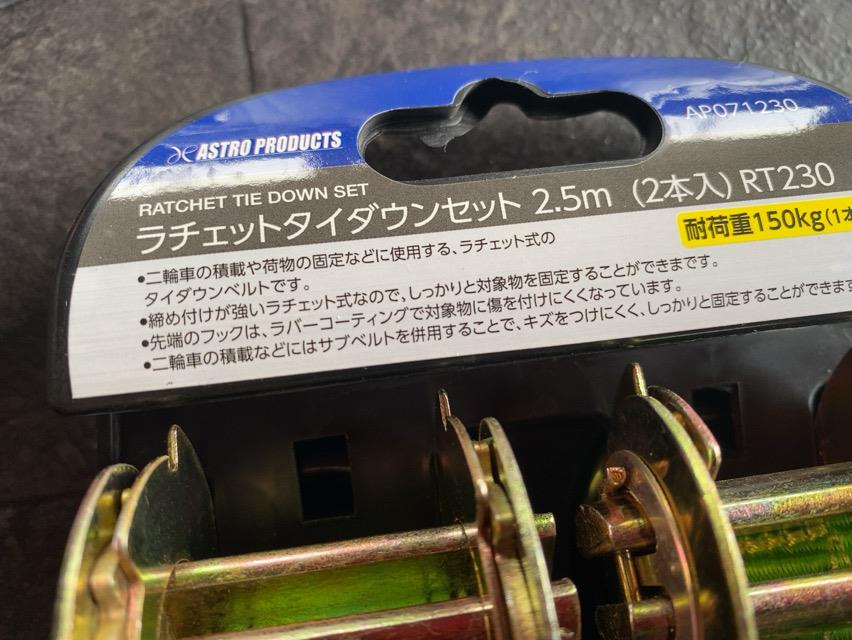 ASTRO PRODUCTS
AP071230
RATCHET TIE DOWN SET
ラチェットタイダウンセット 2.5m (2本入) RT230
耐荷重150kg(1本
•二輪車の積載や荷物の固定などに使用する、ラチェット式の
タイダウンベルトです。
•締め付けが強いラチェット式なので、しっかりと対象物を固定することができます。
•先端のフックは、ラバーコーティングで対象物に傷を付けにくくなっています。
•二輪車の積載などにはサブベルトを併用することで、キズをつけにくく、しっかりと固定することができます